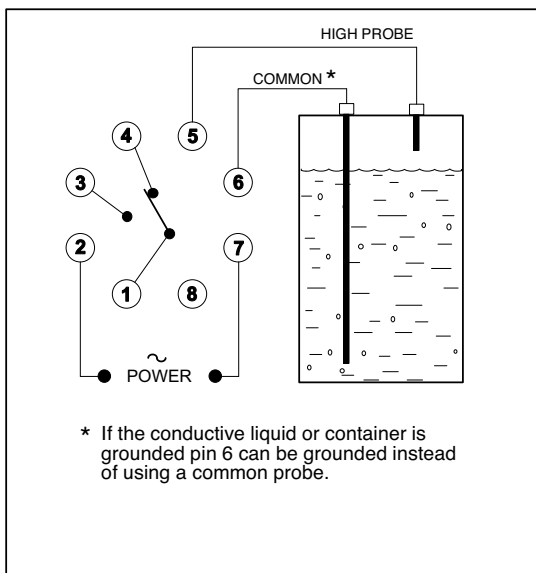 HIGH PROBE
COMMON *
5
4
6
3
2
7
1
8
~
POWER
* If the conductive liquid or container is
grounded pin 6 can be grounded instead
of using a common probe.